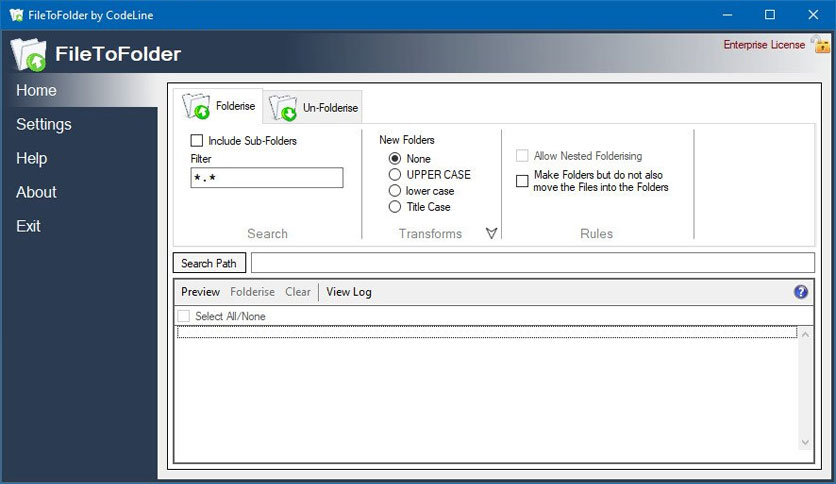 FileToFolder by CodeLine
FileToFolder
Enterprise License
Home
Settings
Help
About
Exit
Folderise
Un-Folderise
Include Sub-Folders
Filter
*.*
Search
New Folders
None
UPPER CASE
lower case
Title Case
Transforms
Allow Nested Folderising
Make Folders but do not also
move the Files into the Folders
Rules
Search Path
Preview Folderise Clear View Log ?
Select All/None